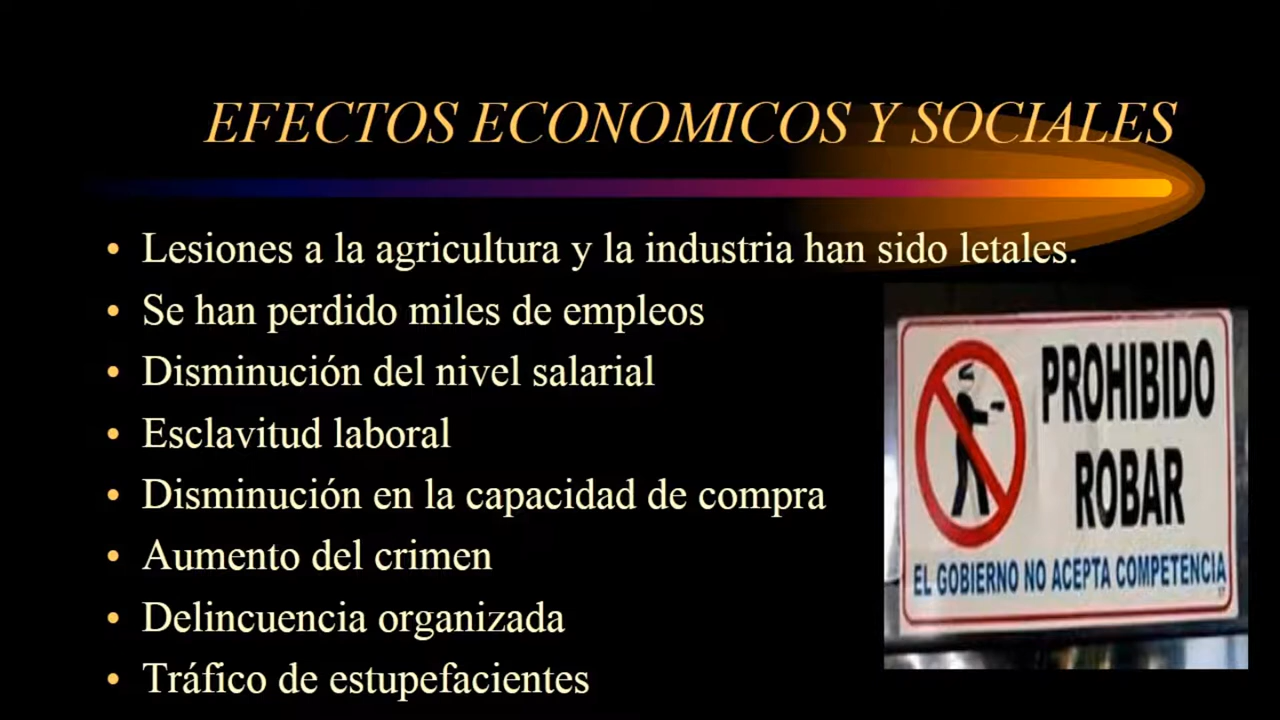 EFECTOS ECONOMICOS Y SOCIALES
• Lesiones a la agricultura y la industria han sido letales.
• Se han perdido miles de empleos
• Disminución del nivel salarial
• Esclavitud laboral
• Disminución en la capacidad de compra
• Aumento del crimen
• Delincuencia organizada
• Tráfico de estupefacientes
PROHIBIDO
ROBAR
EL GOBIERNO NO ACEPTA COMPETENCIA